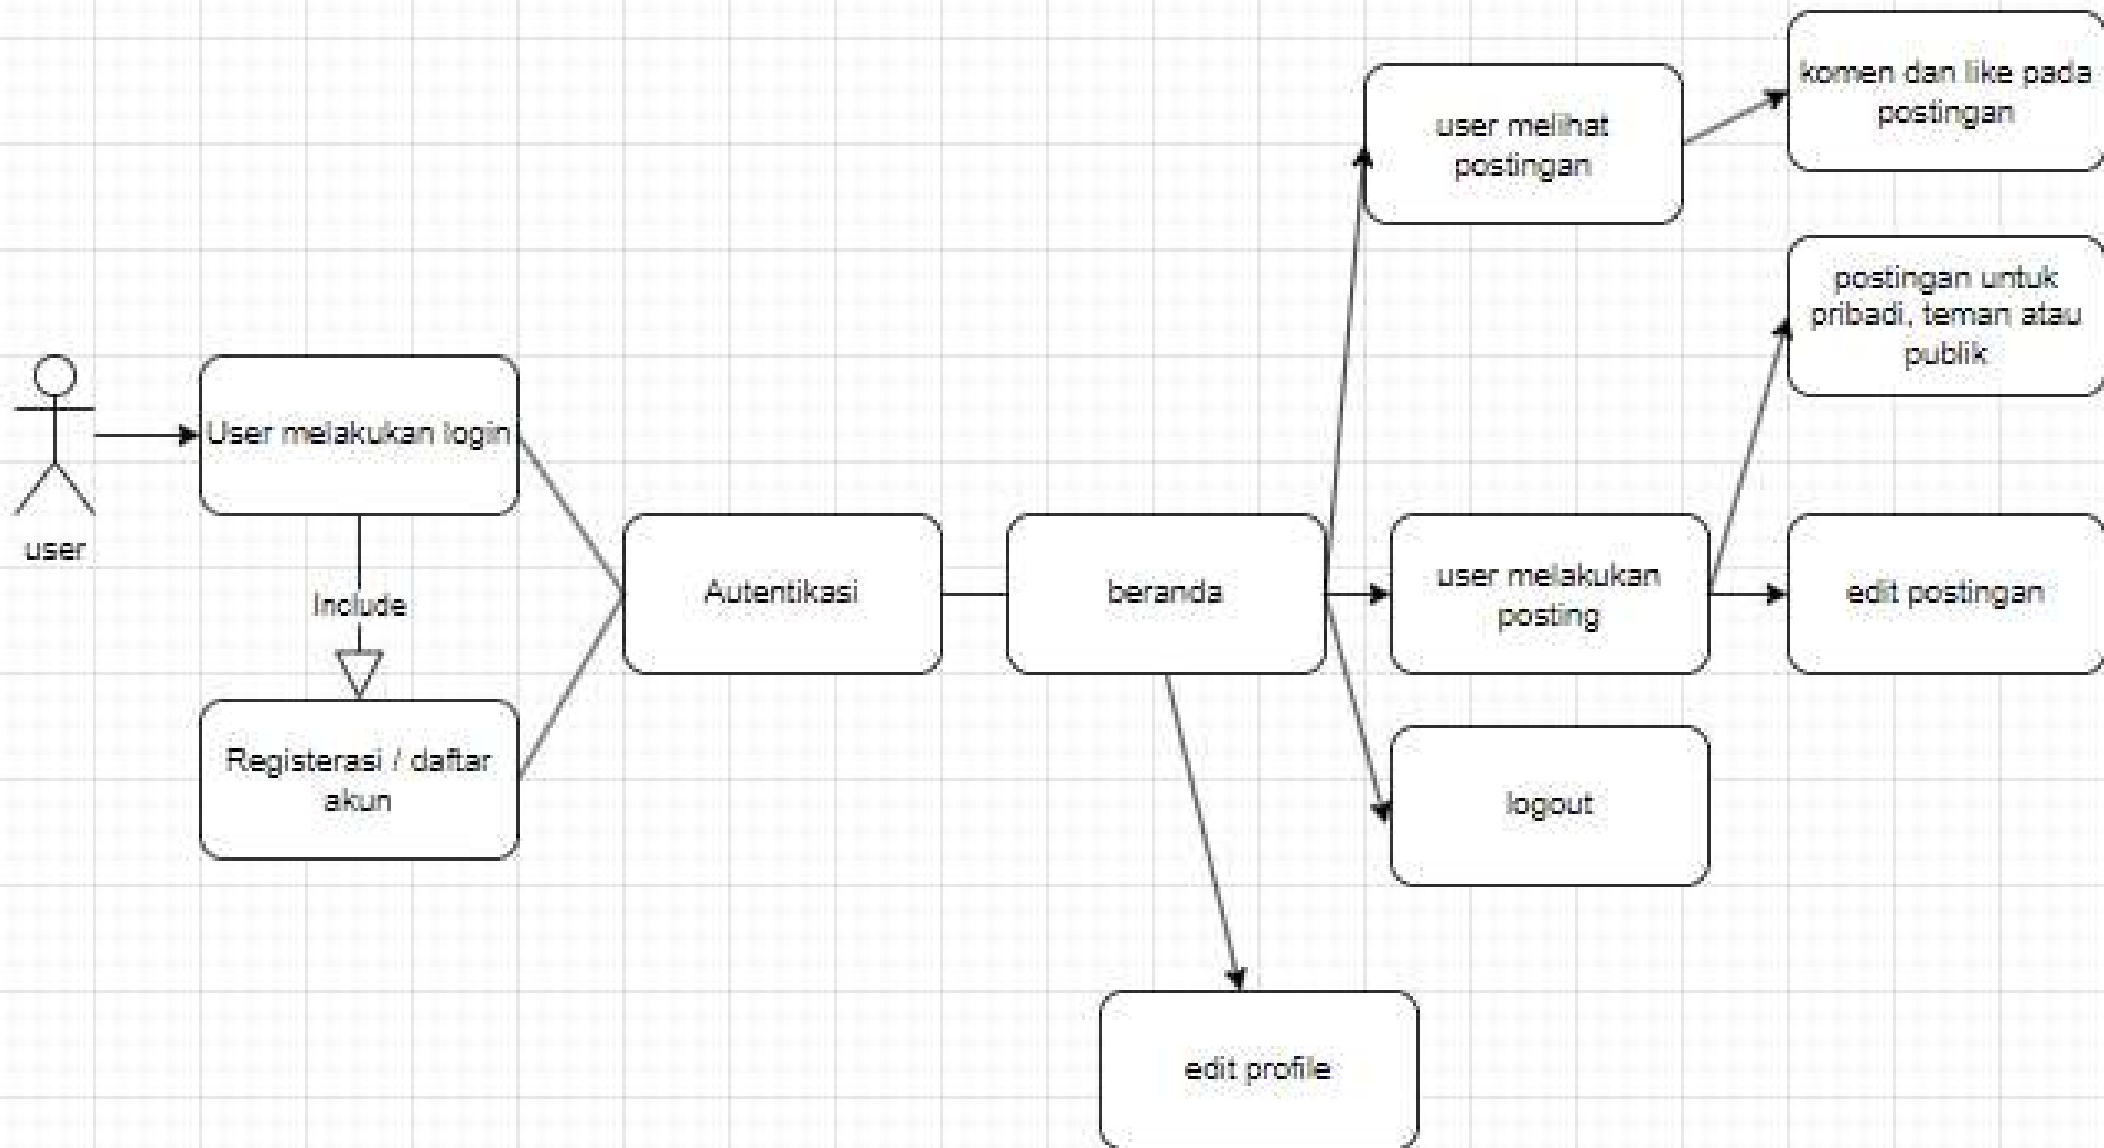 komen dan like pada
postingan
user melihat
postingan
postingan untuk
pribadi, teman atau
publik
User melakukan login
user
Include
Autentikasi
beranda
user melakukan
posting
edit postingan
Registerasi / daftar
akun
logout
edit profile